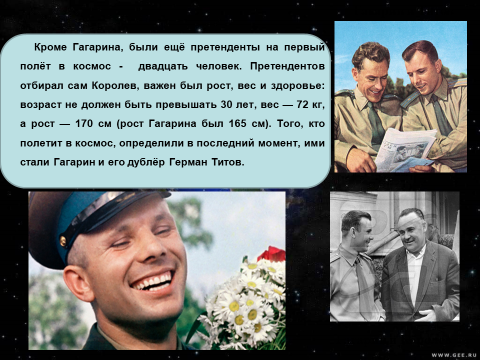 Кроме Гагарина, были ещё претенденты на первый
полёт в космос - двадцать человек. Претендентов
отбирал сам Королев, важен был рост, вес и здоровье:
возраст не должен быть превышать 30 лет, вес — 72 кг,
а рост — 170 см (рост Гагарина был 165 см). Того, кто
полетит в космос, определили в последний момент, ими
стали Гагарин и его дублёр Герман Титов.
WWW.GEE.RU